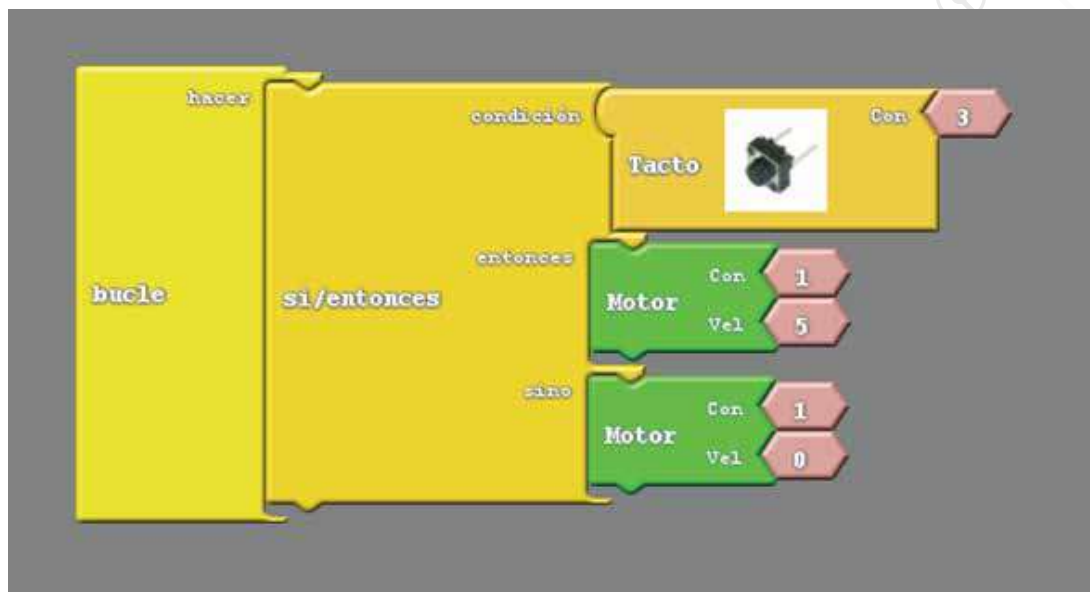 hacer
condición
Con 3
Tacto
entonces
Con 1
bucle
si/entonces
Motor
Vel 5
sino
Con 1
Motor
Vel 0